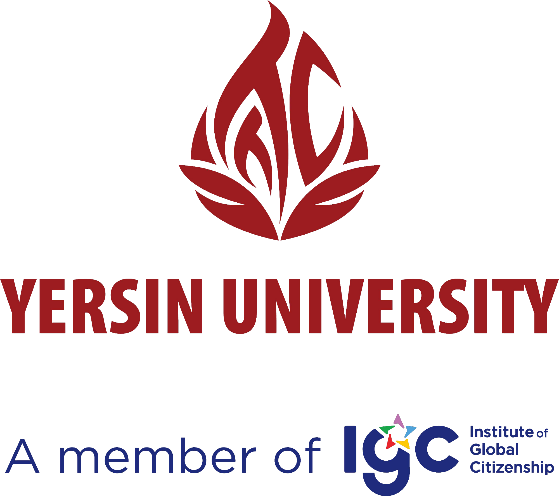 YERSIN UNIVERSITY
A member of IGC Institute of
Global
Citizenship